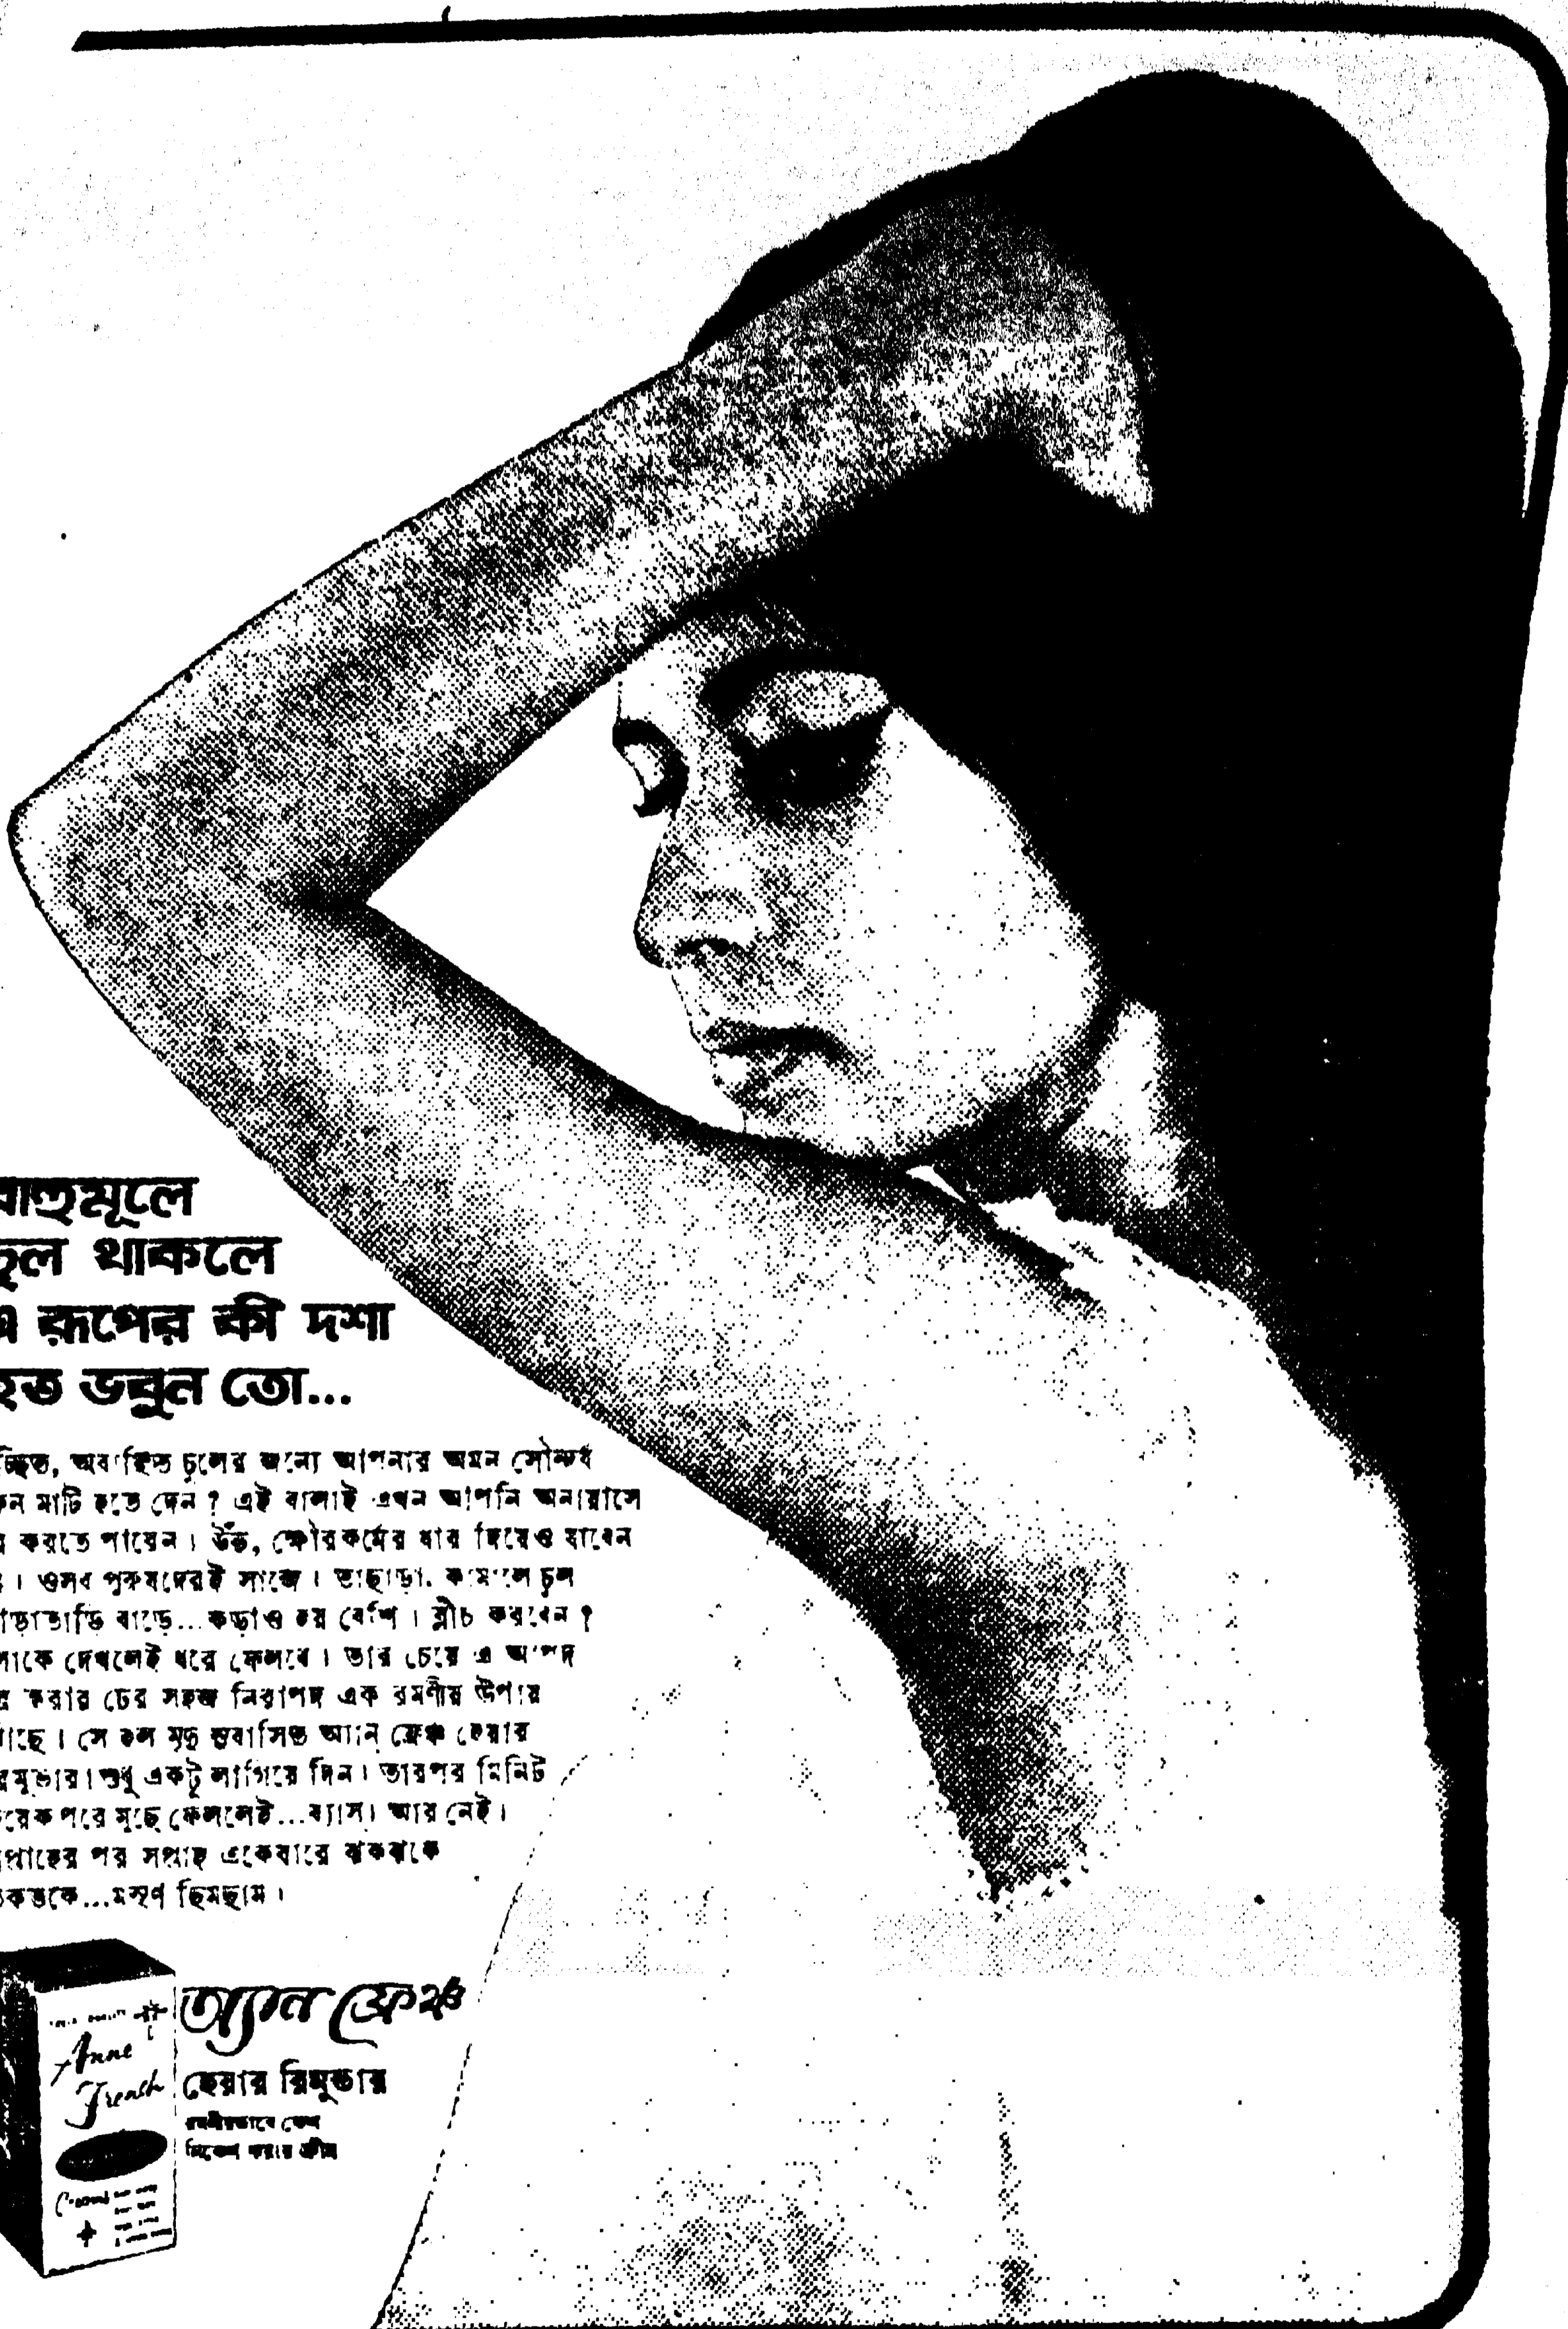 বাহুমূলে
চুল থাকলে
এ রূপের কী দশা
হত ভবুন তো...
অবাঞ্ছিত চুলের জন্যে আপনার অমন সৌন্দর্য
মাটি হতে দেন ? এই বালাই এখন আপনি অনায়াসে
করতে পারেন। উঁহু, ক্ষৌরকর্মের ধার দিয়েও যাবেন
। ওসব পুরুষদেরই সাজে। তাছাড়া, কামালে চুল
তাড়াতাড়ি বাড়ে...কড়াও হয় বেশি। ব্লীচ করবেন ?
লোকে দেখলেই ধরে ফেলবে। তার চেয়ে এ আপদ
করার ঢের সহজ নিরাপদ এক রমণীয় উপায়
আছে। সে হল মৃদু সুবাসিত অ্যান্ ফ্রেঞ্চ হেয়ার
রিমুভার। শুধু একটু লাগিয়ে দিন। তারপর মিনিট
কয়েক পরে মুছে ফেললেই...ব্যাস। আর নেই।
সপ্তাহের পর সপ্তাহ একেবারে ঝকঝকে
তকতকে...মসৃণ ছিমছাম।
অ্যান ফ্রেঞ্চ
হেয়ার রিমুভার
Anne
French